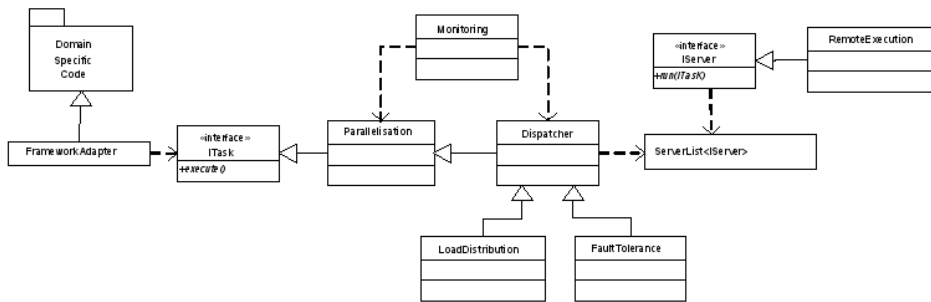 Domain
Specific
Code
FrameworkAdapter
«interface»
ITask
+execute()
Parallelisation
Monitoring
Dispatcher
LoadDistribution
FaultTolerance
«interface»
IServer
+run(ITask)
RemoteExecution
ServerList<IServer>